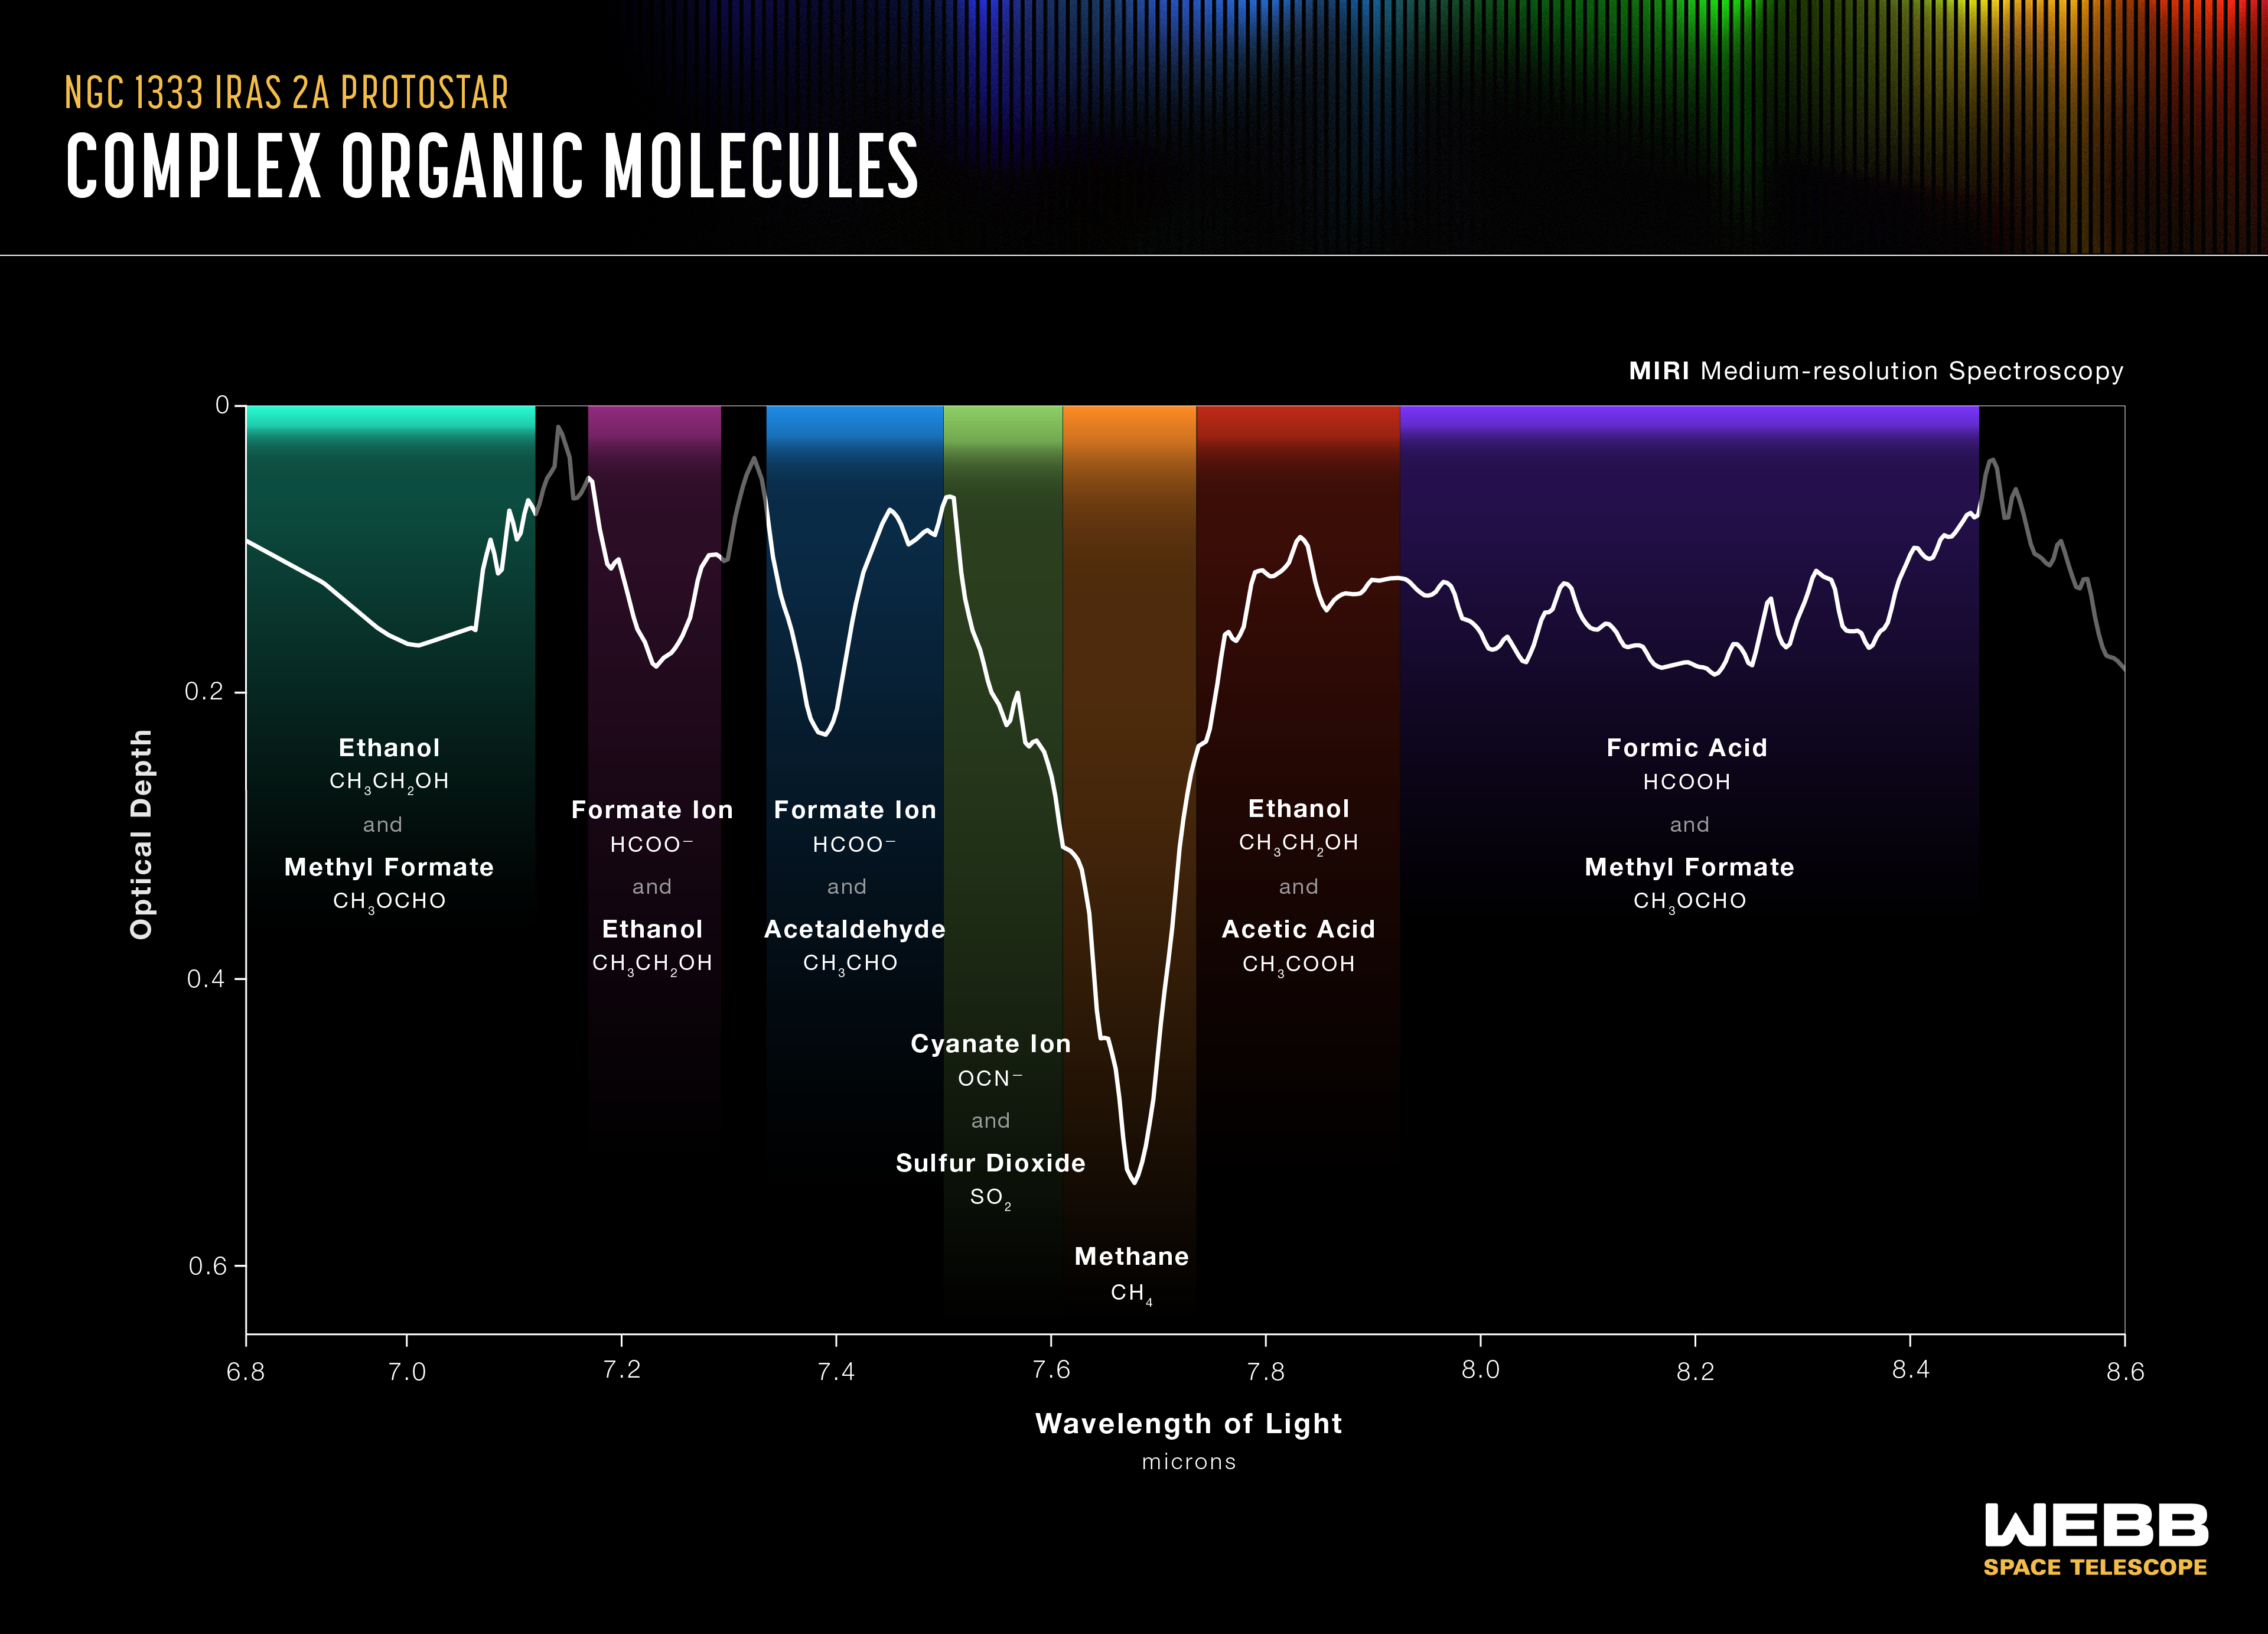 NGC 1333 IRAS 2A PROTOSTAR
COMPLEX ORGANIC MOLECULES
MIRI Medium-resolution Spectroscopy
Optical Depth
0
0.2
0.4
0.6
Ethanol
CH₃CH₂OH
and
Methyl Formate
CH₃OCHO
Formate Ion
HCOO⁻
and
Ethanol
CH₃CH₂OH
Formate Ion
HCOO⁻
and
Acetaldehyde
CH₃CHO
Cyanate Ion
OCN⁻
and
Sulfur Dioxide
SO₂
Methane
CH₄
Ethanol
CH₃CH₂OH
and
Acetic Acid
CH₃COOH
Formic Acid
HCOOH
and
Methyl Formate
CH₃OCHO
6.8 7.0 7.2 7.4 7.6 7.8 8.0 8.2 8.4 8.6
Wavelength of Light
microns
WEBB
SPACE TELESCOPE